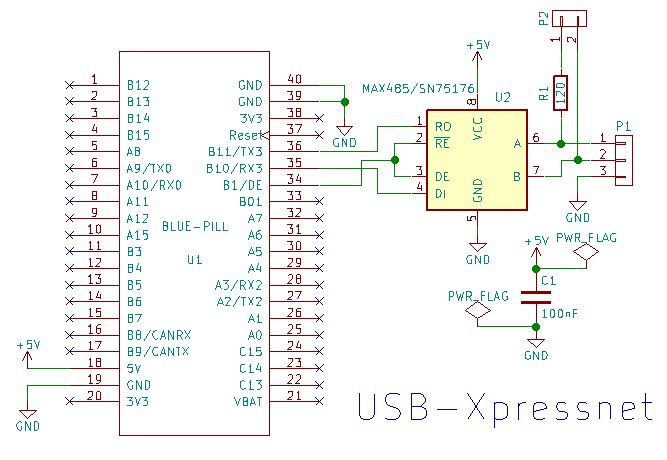 P2
1 2
+5V
MAX485/SN75176
U2
R1
120
P1
1 B12 GND 40
2 B13 GND 39
3 B14 3V3 38
4 B15 Reset 37
5 A8 B11/TX3 36
6 A9/TX0 B10/RX3 35
7 A10/RX0 B1/DE 34
8 A11 B01 33
9 A12 A7 32
10 A15 A6 31
11 B3 A5 30
12 B4 A4 29
13 B5 A3/RX2 28
14 B6 A2/TX2 27
15 B7 A1 26
16 B8/CANRX A0 25
17 B9/CANTX C15 24
18 5V C14 23
19 GND C13 22
20 3V3 VBAT 21
BLUE-PILL
U1
+5V
GND
GND
8
VCC
1 RO
2 RE
3 DE
4 DI
A 6
B 7
GND
5
GND
1
2
3
GND
+5V
PWR_FLAG
C1
100nF
PWR_FLAG
GND
USB-Xpressnet